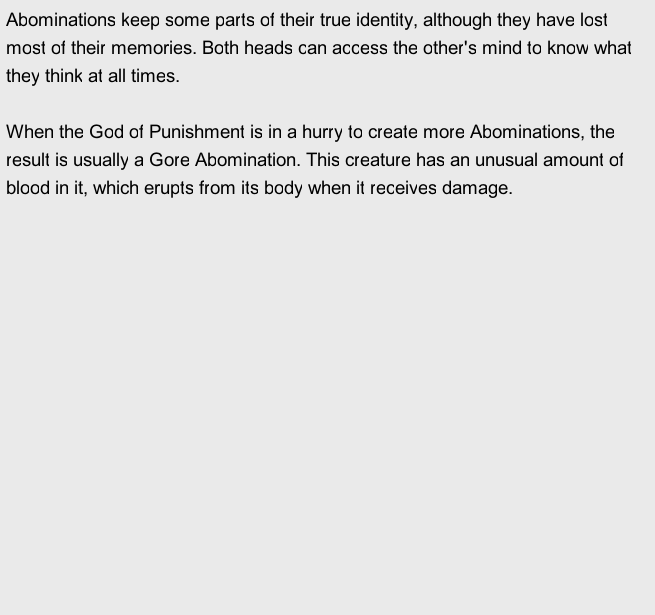 Abominations keep some parts of their true identity, although they have lost
most of their memories. Both heads can access the other's mind to know what
they think at all times.
When the God of Punishment is in a hurry to create more Abominations, the
result is usually a Gore Abomination. This creature has an unusual amount of
blood in it, which erupts from its body when it receives damage.